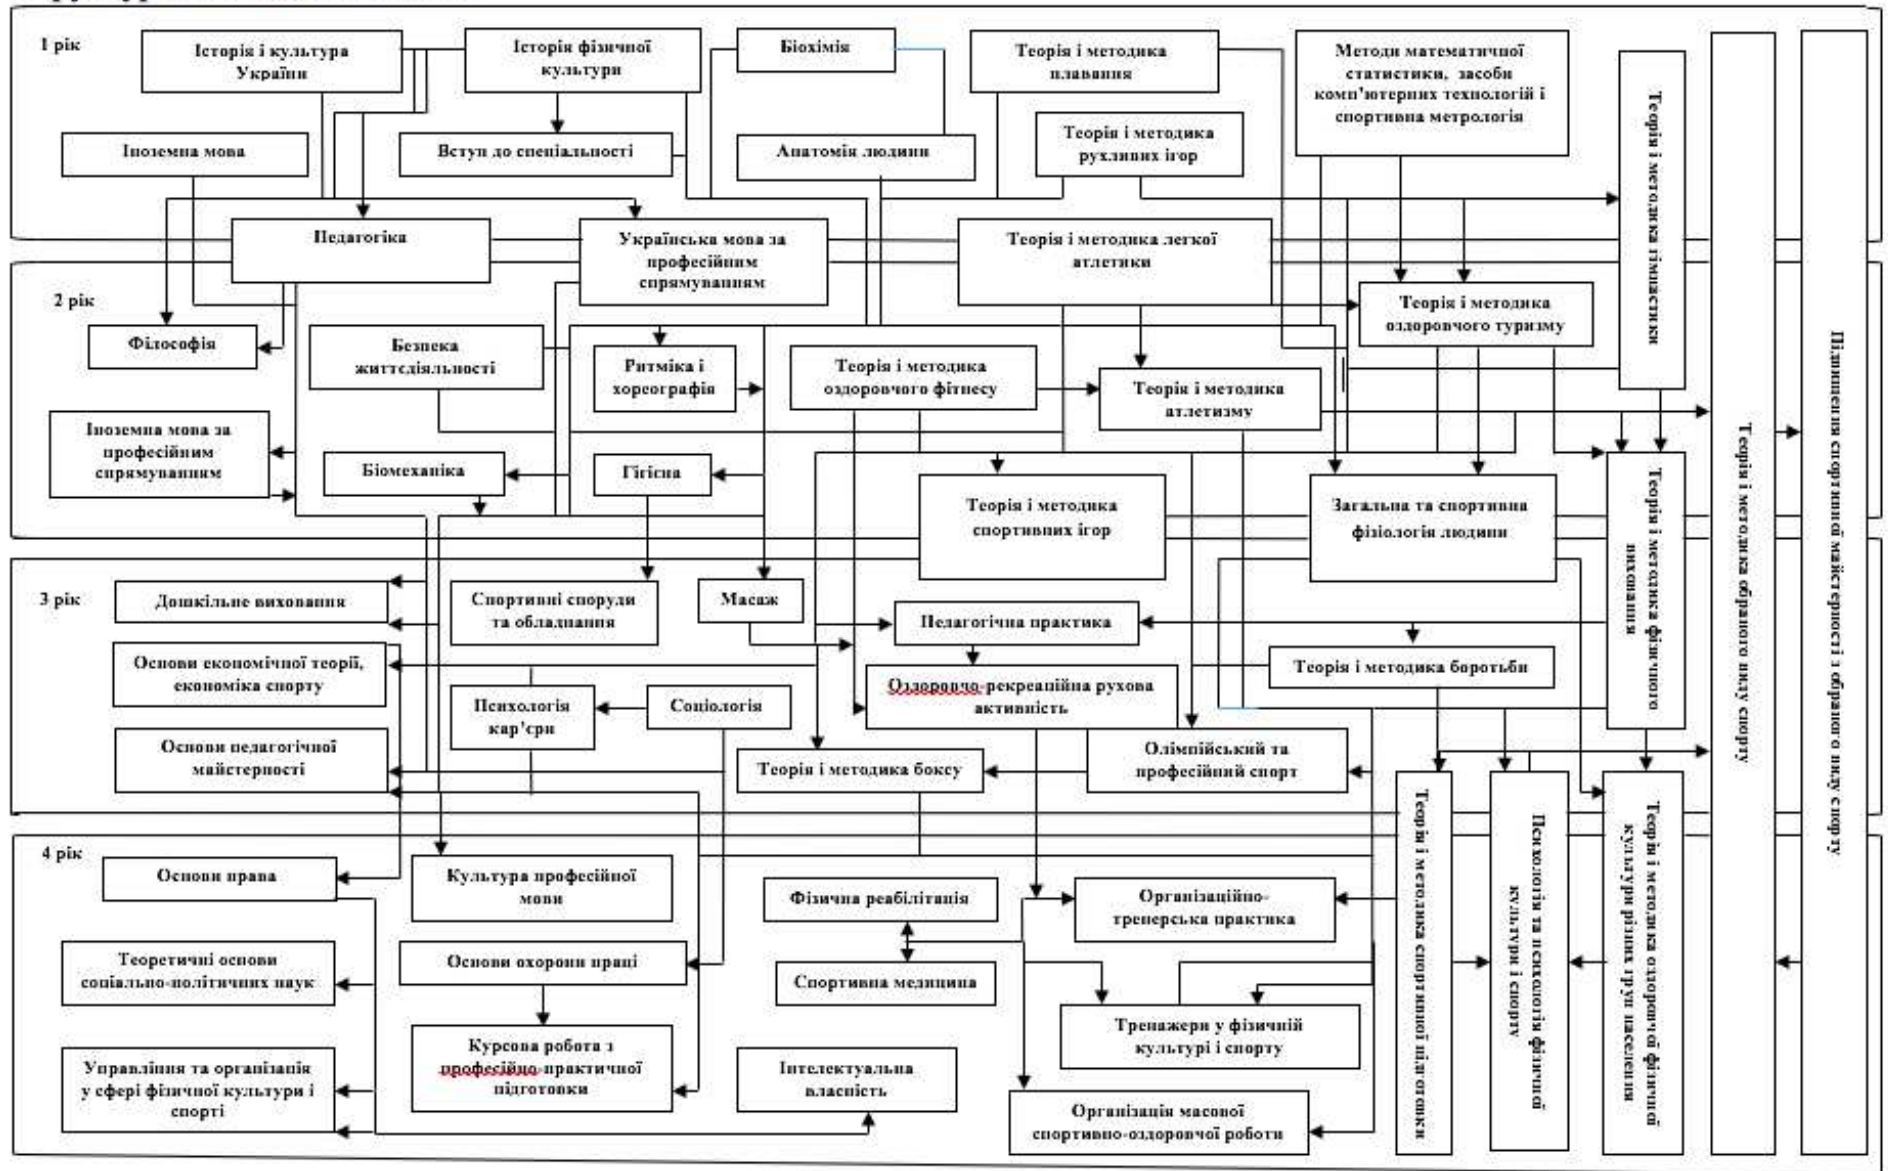 1 рік
Історія і культура
України
Історія фізичної
культури
Біохімія
Теорія і методика
плавання
Методи математичної
статистики, засоби
комп'ютерних технологій і
спортивна метрологія
Іноземна мова
Вступ до спеціальності
Анатомія людини
Теорія і методика
рухливих ігор
Теорія і методика гімнастики
Педагогіка
Українська мова за
професійним
спрямуванням
Теорія і методика легкої
атлетики
2 рік
Філософія
Безпека
життєдіяльності
Ритміка і
хореографія
Теорія і методика
оздоровчого фітнесу
Теорія і методика
атлетизму
Теорія і методика
оздоровчого туризму
Іноземна мова за
професійним
спрямуванням
Біомеханіка
Гігієна
Теорія і методика
спортивних ігор
Загальна та спортивна
фізіологія людини
Теорія і методика фізичного
виховання
Теорія і методика обраного виду спорту
Підвищення спортивної майстерності з обраного виду спорту
3 рік
Дошкільне виховання
Спортивні споруди
та обладнання
Масаж
Педагогічна практика
Основи економічної теорії,
економіка спорту
Психологія
кар'єри
Соціологія
Оздоровчо-рекреаційна рухова
активність
Теорія і методика боротьби
Основи педагогічної
майстерності
Теорія і методика боксу
Олімпійський та
професійний спорт
Теорія і методика спортивної підготовки
Психологія та психологія фізичної
культури і спорту
Теорія і методика оздоровчої фізичної
культури різних груп населення
4 рік
Основи права
Культура професійної
мови
Фізична реабілітація
Організаційно-
тренерська практика
Теоретичні основи
соціально-політичних наук
Основи охорони праці
Спортивна медицина
Тренажери у фізичній
культурі і спорту
Управління та організація
у сфері фізичної культури і
спорті
Курсова робота з
професійно-практичної
підготовки
Інтелектуальна
власність
Організація масової
спортивно-оздоровчої роботи